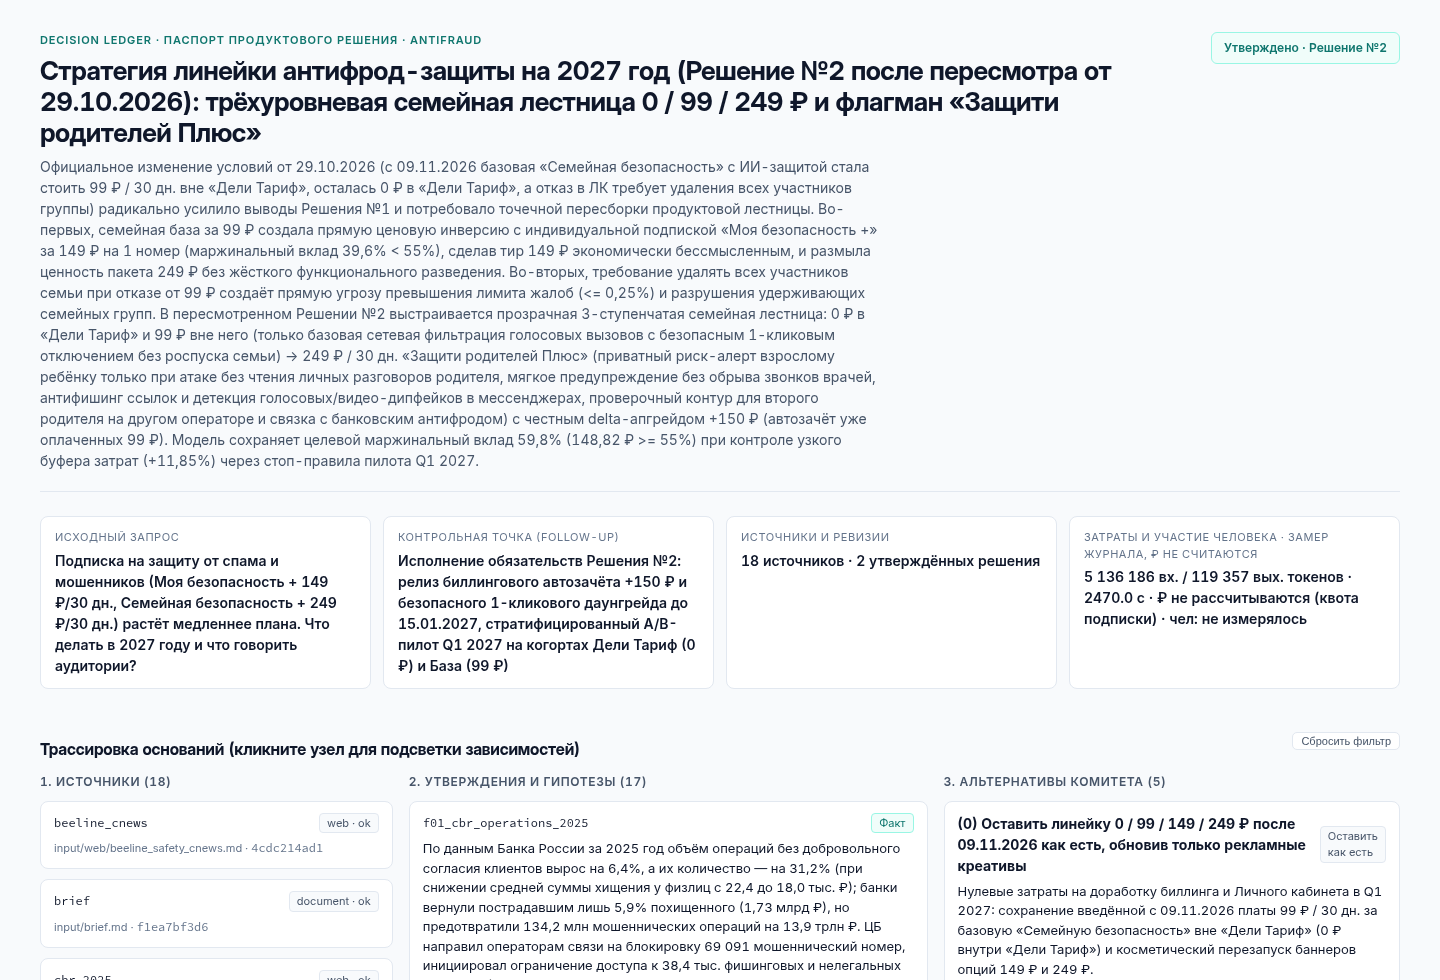 DECISION LEDGER · ПАСПОРТ ПРОДУКТОВОГО РЕШЕНИЯ · ANTIFRAUD
Утверждено · Решение №2
Стратегия линейки антифрод-защиты на 2027 год (Решение №2 после пересмотра от
29.10.2026): трёхуровневая семейная лестница 0 / 99 / 249 ₽ и флагман «Защити
родителей Плюс»
Официальное изменение условий от 29.10.2026 (с 09.11.2026 базовая «Семейная безопасность» с ИИ-защитой стала
стоить 99 ₽ / 30 дн. вне «Дели Тариф», осталась 0 ₽ в «Дели Тариф», а отказ в ЛК требует удаления всех участников
группы) радикально усилило выводы Решения №1 и потребовало точечной пересборки продуктовой лестницы. Во-
первых, семейная база за 99 ₽ создала прямую ценовую инверсию с индивидуальной подпиской «Моя безопасность +»
за 149 ₽ на 1 номер (маржинальный вклад 39,6% < 55%), сделав тир 149 ₽ экономически бессмысленным, и размыла
ценность пакета 249 ₽ без жёсткого функционального разведения. Во-вторых, требование удалять всех участников
семьи при отказе от 99 ₽ создаёт прямую угрозу превышения лимита жалоб (<= 0,25%) и разрушения удерживающих
семейных групп. В пересмотренном Решении №2 выстраивается прозрачная 3-ступенчатая семейная лестница: 0 ₽ в
«Дели Тариф» и 99 ₽ вне него (только базовая сетевая фильтрация голосовых вызовов с безопасным 1-кликовым
отключением без роспуска семьи) → 249 ₽ / 30 дн. «Защити родителей Плюс» (приватный риск-алерт взрослому
ребёнку только при атаке без чтения личных разговоров родителя, мягкое предупреждение без обрыва звонков врачей,
антифишинг ссылок и детекция голосовых/видео-дипфейков в мессенджерах, проверочный контур для второго
родителя на другом операторе и связка с банковским антифродом) с честным delta-апгрейдом +150 ₽ (автозачёт уже
оплаченных 99 ₽). Модель сохраняет целевой маржинальный вклад 59,8% (148,82 ₽ >= 55%) при контроле узкого
буфера затрат (+11,85%) через стоп-правила пилота Q1 2027.
ИСХОДНЫЙ ЗАПРОС
Подписка на защиту от спама и
мошенников (Моя безопасность + 149
₽/30 дн., Семейная безопасность + 249
₽/30 дн.) растёт медленнее плана. Что
делать в 2027 году и что говорить
аудитории?
КОНТРОЛЬНАЯ ТОЧКА (FOLLOW-UP)
Исполнение обязательств Решения №2:
релиз биллингового автозачёта +150 ₽ и
безопасного 1-кликового даунгрейда до
15.01.2027, стратифицированный A/B-
пилот Q1 2027 на когортах Дели Тариф (0
₽) и База (99 ₽)
ИСТОЧНИКИ И РЕВИЗИИ
18 источников · 2 утверждённых решения
ЗАТРАТЫ И УЧАСТИЕ ЧЕЛОВЕКА · ЗАМЕР
ЖУРНАЛА, ₽ НЕ СЧИТАЮТСЯ
5 136 186 вх. / 119 357 вых. токенов ·
2470.0 с · ₽ не рассчитываются (квота
подписки) · чел: не измерялось
Трассировка оснований (кликните узел для подсветки зависимостей)
Сбросить фильтр
1. ИСТОЧНИКИ (18)
beeline_cnews
web · ok
input/web/beeline_safety_cnews.md · 4cdc214ad1
brief
document · ok
input/brief.md · f1ea7bf3d6
cbr_2025
web · ok
2. УТВЕРЖДЕНИЯ И ГИПОТЕЗЫ (17)
f01_cbr_operations_2025
Факт
По данным Банка России за 2025 год объём операций без добровольного
согласия клиентов вырос на 6,4%, а их количество — на 31,2% (при
снижении средней суммы хищения у физлиц с 22,4 до 18,0 тыс. ₽); банки
вернули пострадавшим лишь 5,9% похищенного (1,73 млрд ₽), но
предотвратили 134,2 млн мошеннических операций на 13,9 трлн ₽. ЦБ
направил операторам связи на блокировку 69 091 мошеннический номер,
инициировал ограничение доступа к 38,4 тыс. фишинговых и нелегальных
3. АЛЬТЕРНАТИВЫ КОМИТЕТА (5)
(0) Оставить линейку 0 / 99 / 149 / 249 ₽ после
09.11.2026 как есть, обновив только рекламные
креативы
Оставить
как есть
Нулевые затраты на доработку биллинга и Личного кабинета в Q1
2027: сохранение введённой с 09.11.2026 платы 99 ₽ / 30 дн. за
базовую «Семейную безопасность» вне «Дели Тариф» (0 ₽
внутри «Дели Тариф») и косметический перезапуск баннеров
опций 149 ₽ и 249 ₽.